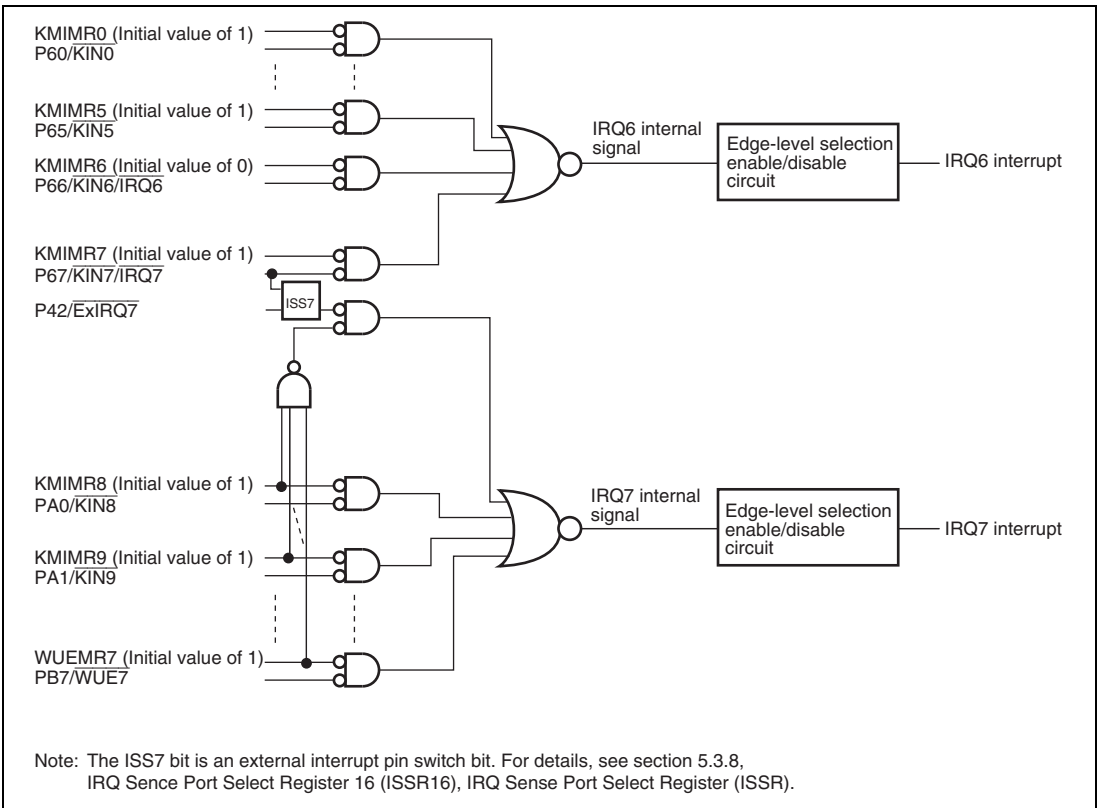 KMIMR0 (Initial value of 1)
P60/KIN0
KMIMR5 (Initial value of 1)
P65/KIN5
KMIMR6 (Initial value of 0)
P66/KIN6/IRQ6
KMIMR7 (Initial value of 1)
P67/KIN7/IRQ7
P42/ExIRQ7
ISS7
IRQ6 internal
signal
Edge-level selection
enable/disable
circuit
IRQ6 interrupt
KMIMR8 (Initial value of 1)
PA0/KIN8
KMIMR9 (Initial value of 1)
PA1/KIN9
WUEMR7 (Initial value of 1)
PB7/WUE7
IRQ7 internal
signal
Edge-level selection
enable/disable
circuit
IRQ7 interrupt
Note: The ISS7 bit is an external interrupt pin switch bit. For details, see section 5.3.8,
IRQ Sence Port Select Register 16 (ISSR16), IRQ Sense Port Select Register (ISSR).